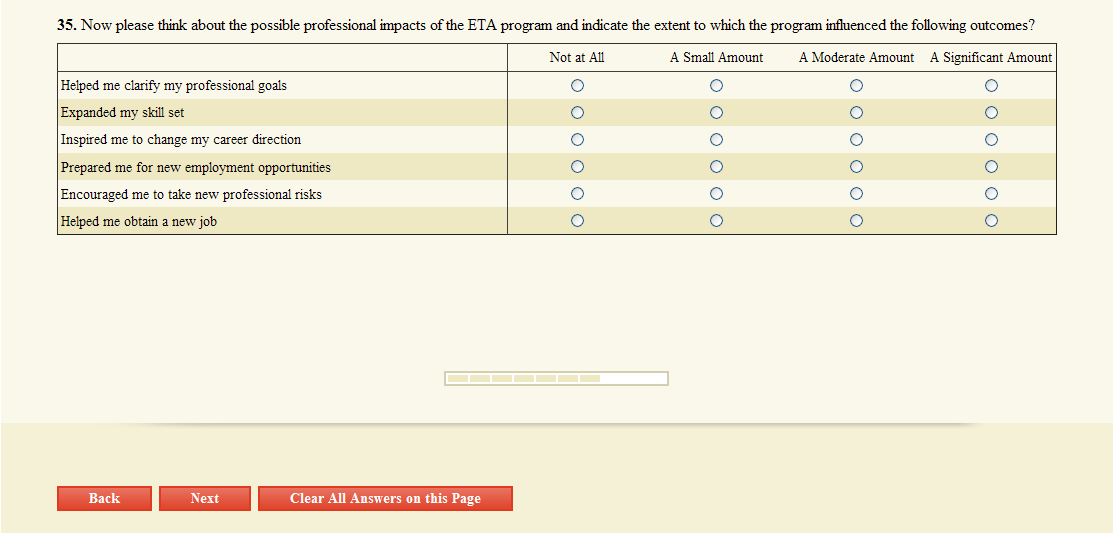 35. Now please think about the possible professional impacts of the ETA program and indicate the extent to which the program influenced the following outcomes?
Not at All A Small Amount A Moderate Amount A Significant Amount
Helped me clarify my professional goals
Expanded my skill set
Inspired me to change my career direction
Prepared me for new employment opportunities
Encouraged me to take new professional risks
Helped me obtain a new job
Back Next Clear All Answers on this Page